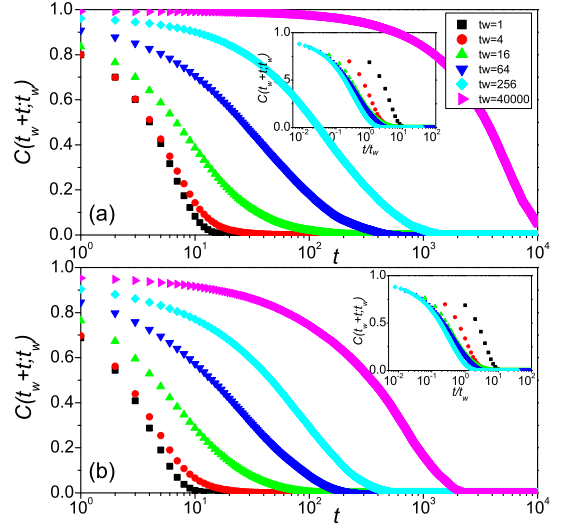 (a)
C(t_w+t;t_w)
1.0
0.8
0.6
0.4
0.2
0.0
10^0 10^1 10^2 10^3 10^4
t
tw=1
tw=4
tw=16
tw=64
tw=256
tw=40000
C(t_w+t;t_w)
1.0
.5
0
10^-2 10^-1 10^0 10^1 10^2
t/t_w
(b)
C(t_w+t;t_w)
1.0
0.8
0.6
0.4
0.2
0.0
10^0 10^1 10^2 10^3 10^4
t
C(t_w+t;t_w)
1.0
0.0
10^-2 10^-1 10^0 10^1 10^2
t/t_w